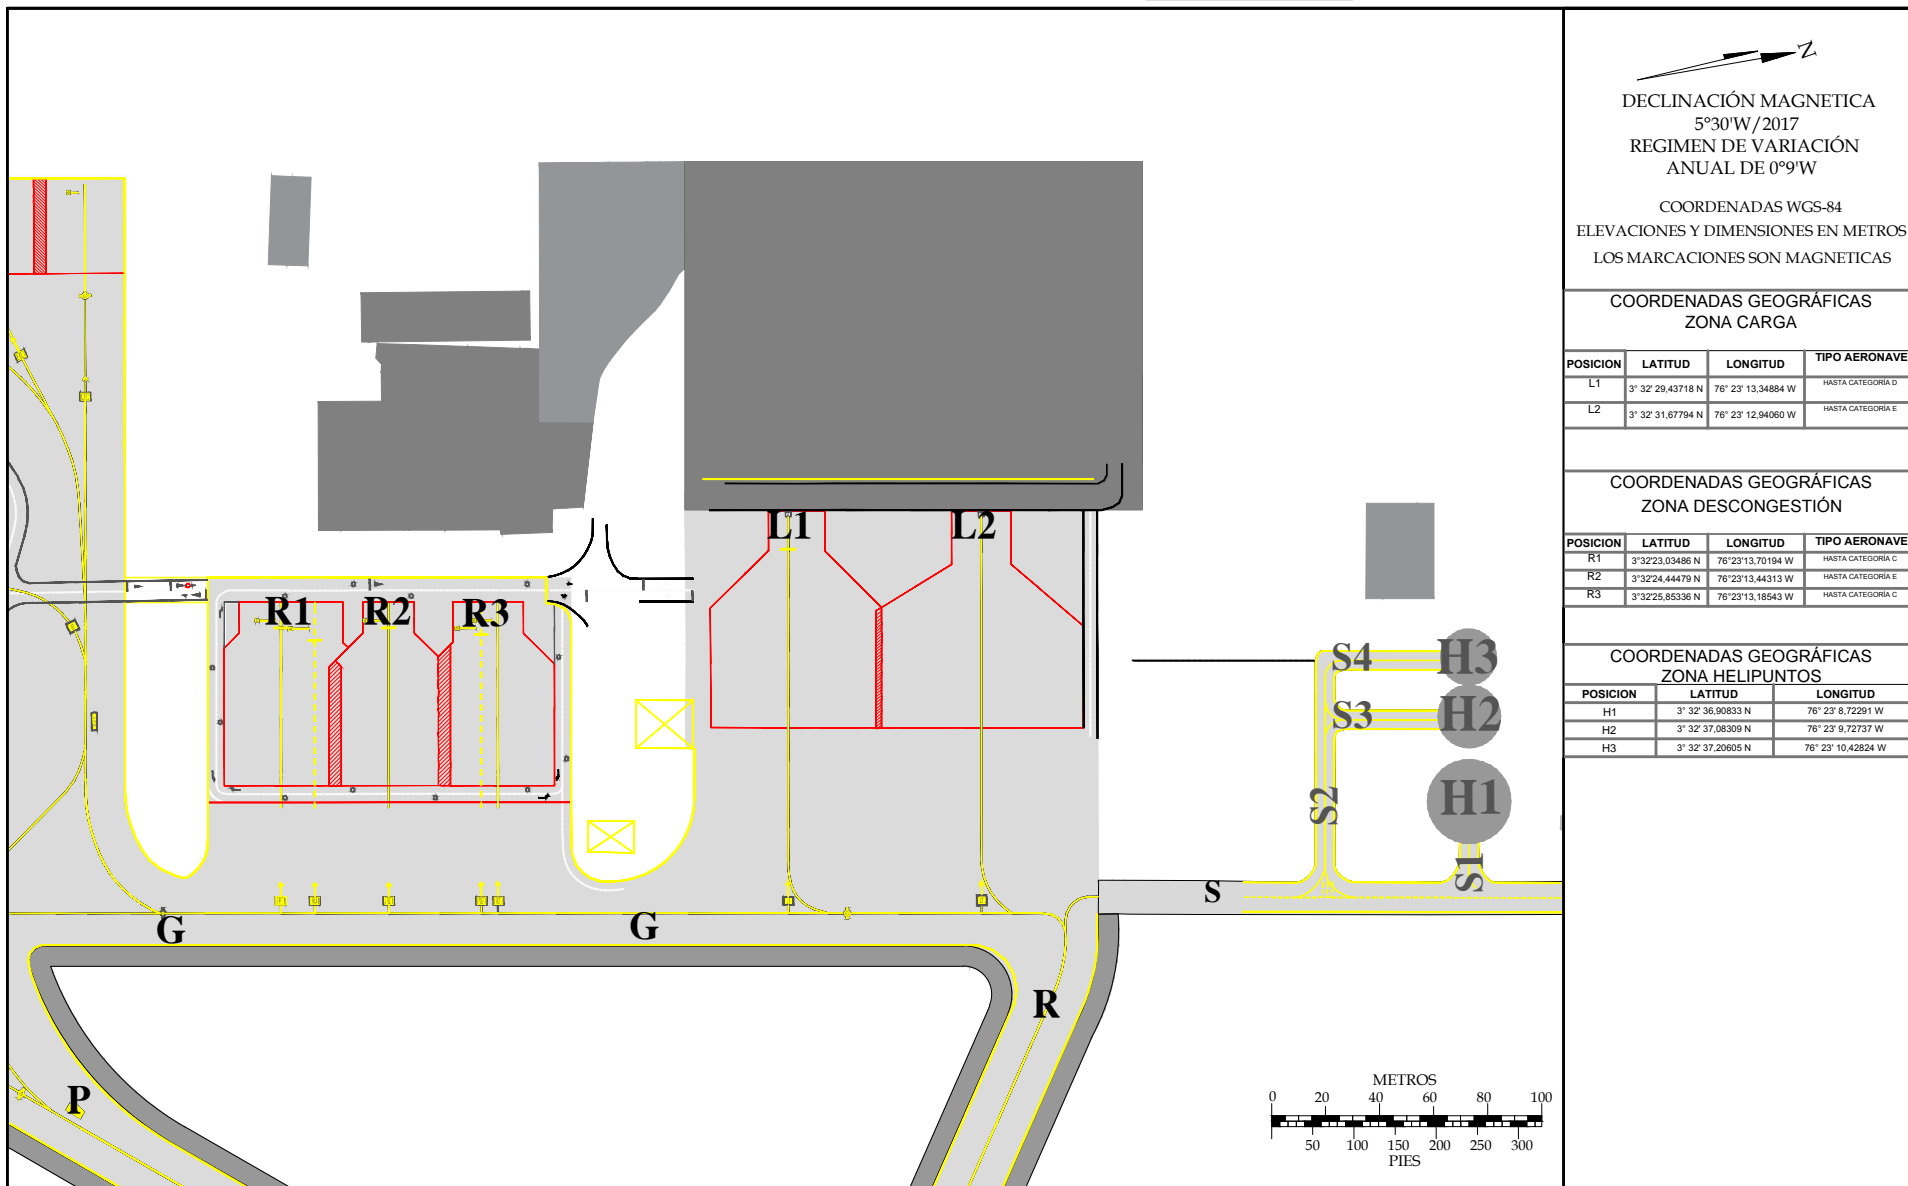 N
DECLINACIÓN MAGNETICA
5°30'W/2017
REGIMEN DE VARIACIÓN
ANUAL DE 0°9'W
COORDENADAS WGS-84
ELEVACIONES Y DIMENSIONES EN METROS
LOS MARCACIONES SON MAGNETICAS
COORDENADAS GEOGRÁFICAS
ZONA CARGA
POSICION LATITUD LONGITUD TIPO AERONAVE
L1 3° 32' 29,43718 N 76° 23' 13,34884 W HASTA CATEGORÍA D
L2 3° 32' 31,67794 N 76° 23' 12,94060 W HASTA CATEGORÍA E
COORDENADAS GEOGRÁFICAS
ZONA DESCONGESTIÓN
POSICION LATITUD LONGITUD TIPO AERONAVE
R1 3°32'23,03486 N 76°23'13,70194 W HASTA CATEGORÍA C
R2 3°32'24,44479 N 76°23'13,44313 W HASTA CATEGORÍA E
R3 3°32'25,85336 N 76°23'13,18543 W HASTA CATEGORÍA C
COORDENADAS GEOGRÁFICAS
ZONA HELIPUNTOS
POSICION LATITUD LONGITUD
H1 3° 32' 36,90833 N 76° 23' 8,72291 W
H2 3° 32' 37,08309 N 76° 23' 9,72737 W
H3 3° 32' 37,20605 N 76° 23' 10,42824 W
L1 L2
R1 R2 R3
S4 H3
S3 H2
S2 H1
S1
S
G G
R
P
METROS
0 20 40 60 80 100
50 100 150 200 250 300
PIES